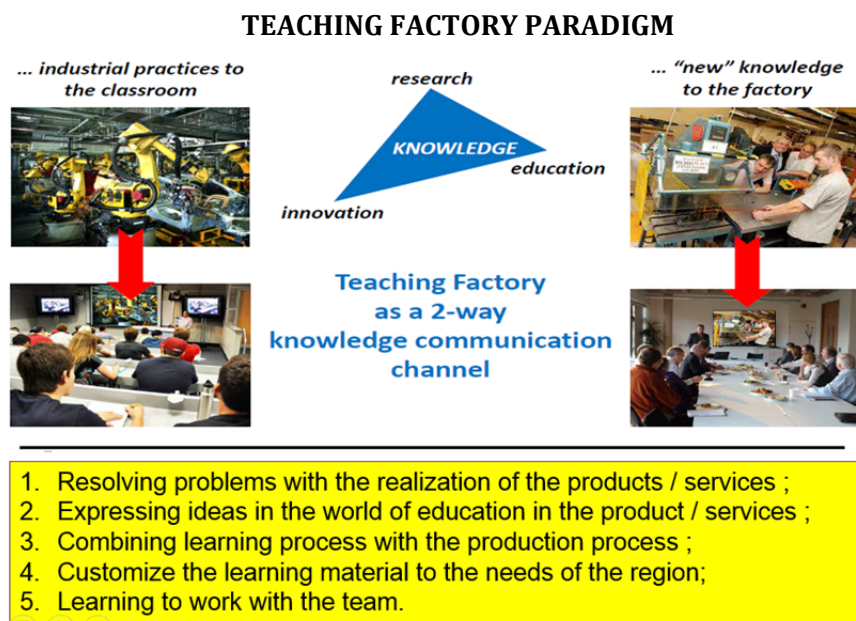 TEACHING FACTORY PARADIGM
... industrial practices to
the classroom
research
KNOWLEDGE
education
innovation
... “new” knowledge
to the factory
Teaching Factory
as a 2-way
knowledge communication
channel
1. Resolving problems with the realization of the products / services ;
2. Expressing ideas in the world of education in the product / services ;
3. Combining learning process with the production process ;
4. Customize the learning material to the needs of the region;
5. Learning to work with the team.